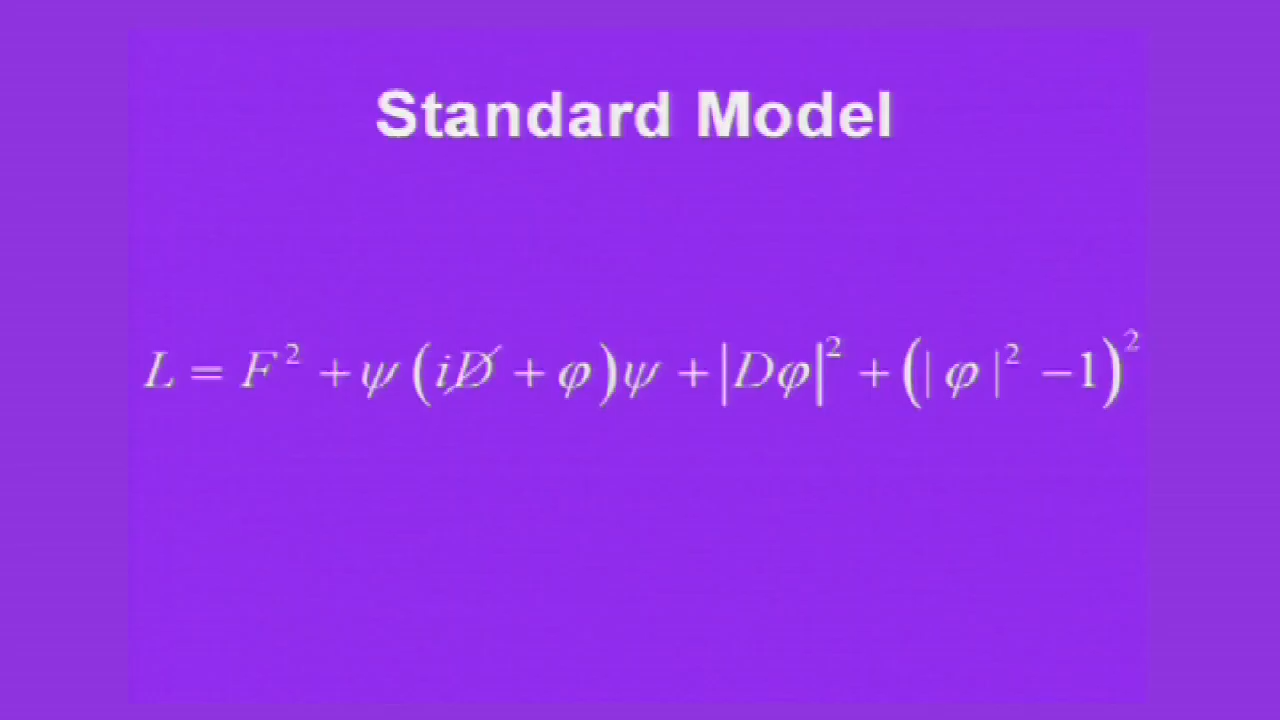 Standard Model
L = F² + ψ(iD̸ + φ)ψ + |Dφ|² + (|φ|² −1)²